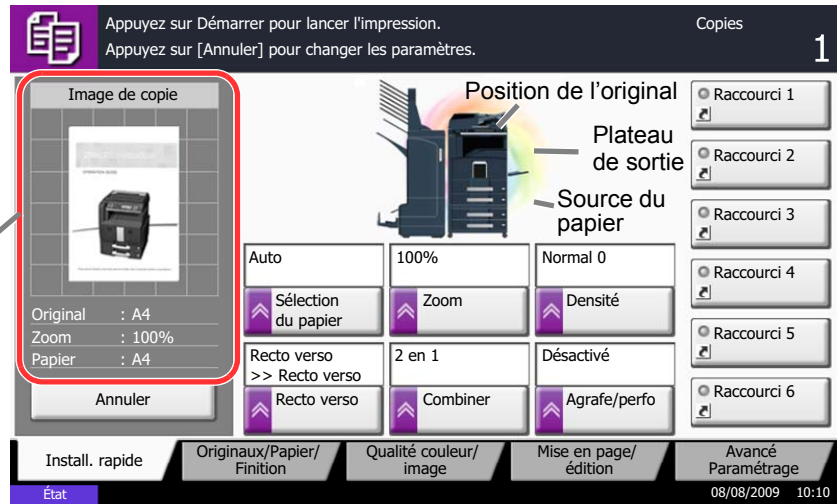 Appuyez sur Démarrer pour lancer l'impression.
Appuyez sur [Annuler] pour changer les paramètres.
Copies
1
Image de copie
OPERATION GUIDE
Original : A4
Zoom : 100%
Papier : A4
Annuler
Position de l’original
Plateau
de sortie
Source du
papier
Auto
Sélection
du papier
100%
Zoom
Normal 0
Densité
Recto verso
>> Recto verso
Recto verso
2 en 1
Combiner
Désactivé
Agrafe/perfo
Raccourci 1
Raccourci 2
Raccourci 3
Raccourci 4
Raccourci 5
Raccourci 6
Install. rapide
Originaux/Papier/
Finition
Qualité couleur/
image
Mise en page/
édition
Avancé
Paramétrage
État
08/08/2009 10:10